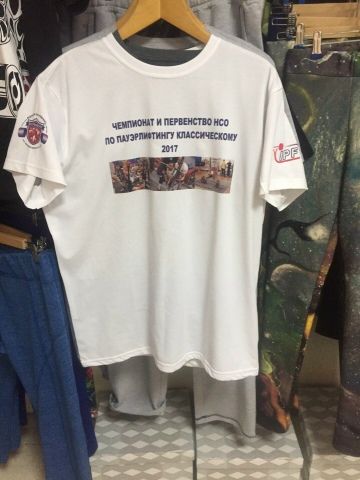 ЧЕМПИОНАТ И ПЕРВЕНСТВО НСО
ПО ПАУЭРЛИФТИНГУ КЛАССИЧЕСКОМУ
2017
IPF